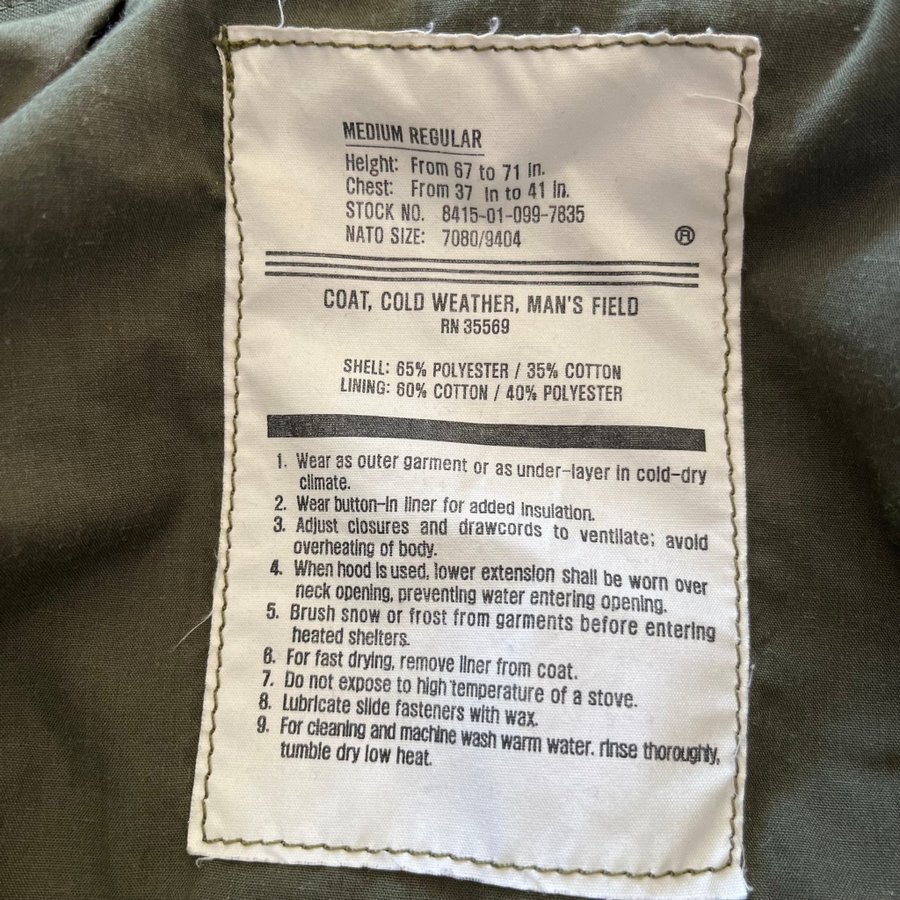 MEDIUM REGULAR
Height: From 67 to 71 in.
Chest: From 37 in to 41 in.
STOCK NO. 8415-01-099-7835
NATO SIZE: 7080/9404 ®
COAT, COLD WEATHER, MAN'S FIELD
RN 35569
SHELL: 65% POLYESTER / 35% COTTON
LINING: 60% COTTON / 40% POLYESTER
1. Wear as outer garment or as under-layer in cold-dry
climate.
2. Wear button-in liner for added insulation.
3. Adjust closures and drawcords to ventilate; avoid
overheating of body.
4. When hood is used, lower extension shall be worn over
neck opening, preventing water entering opening.
5. Brush snow or frost from garments before entering
heated shelters.
6. For fast drying, remove liner from coat.
7. Do not expose to high temperature of a stove.
8. Lubricate slide fasteners with wax.
9. For cleaning and machine wash warm water. rinse thoroughly,
tumble dry low heat.